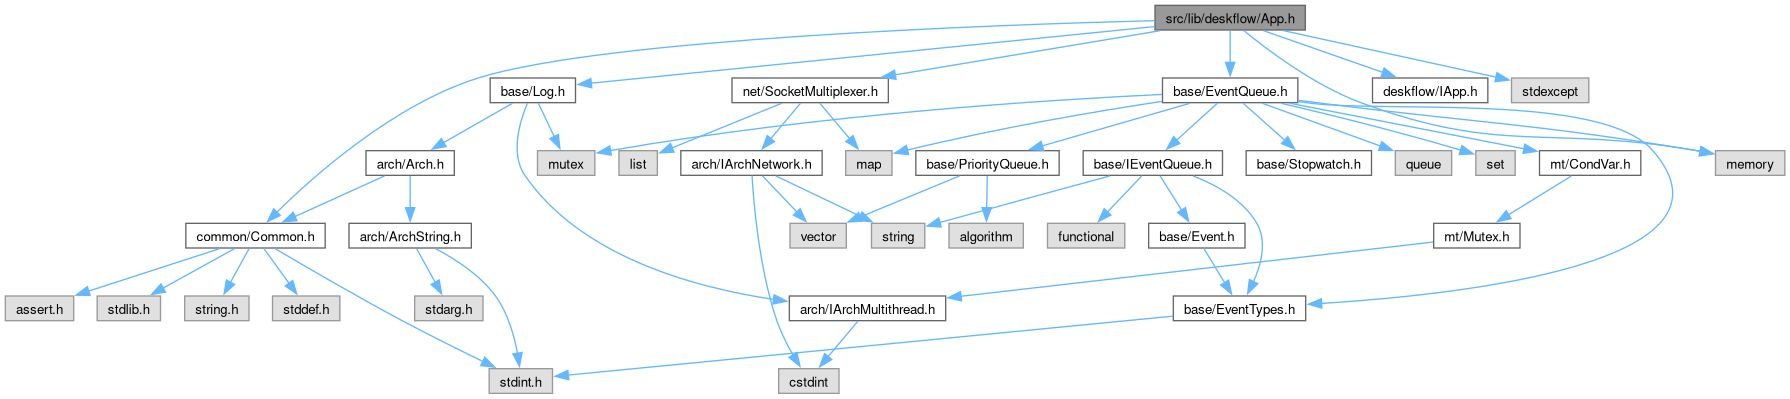 src/lib/deskflow/App.h
base/Log.h
net/SocketMultiplexer.h
base/EventQueue.h
deskflow/IApp.h
stdexcept
arch/Arch.h
mutex
list
arch/IArchNetwork.h
map
base/PriorityQueue.h
base/IEventQueue.h
base/Stopwatch.h
queue
set
mt/CondVar.h
memory
common/Common.h
arch/ArchString.h
vector
string
algorithm
functional
base/Event.h
mt/Mutex.h
assert.h
stdlib.h
string.h
stddef.h
stdarg.h
arch/IArchMultithread.h
base/EventTypes.h
stdint.h
cstdint